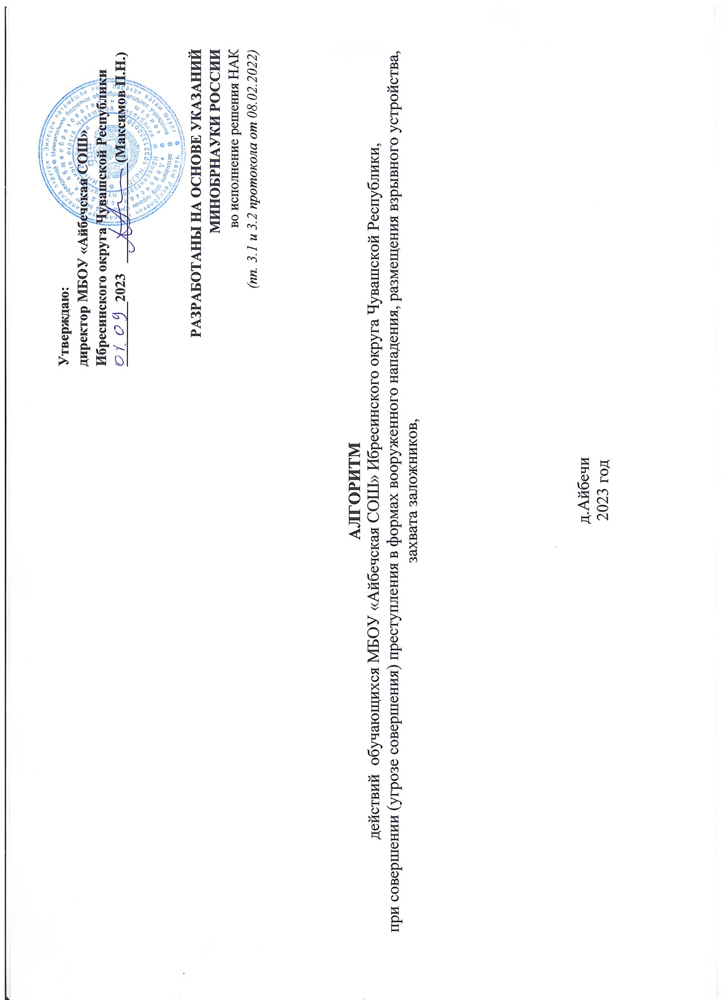 Утверждаю:
директор МБОУ «Айбечская СОШ»
Ибресинского округа Чувашской Республики
01.09 2023 (Максимов П.Н.)
РАЗРАБОТАНЫ НА ОСНОВЕ УКАЗАНИЙ
МИНОБРНАУКИ РОССИИ
во исполнение решения НАК
(пп. 3.1 и 3.2 протокола от 08.02.2022)
АЛГОРИТМ
действий обучающихся МБОУ «Айбечская СОШ» Ибресинского округа Чувашской Республики,
при совершении (угрозе совершения) преступления в формах вооруженного нападения, размещения взрывного устройства,
захвата заложников,
д.Айбечи
2023 год